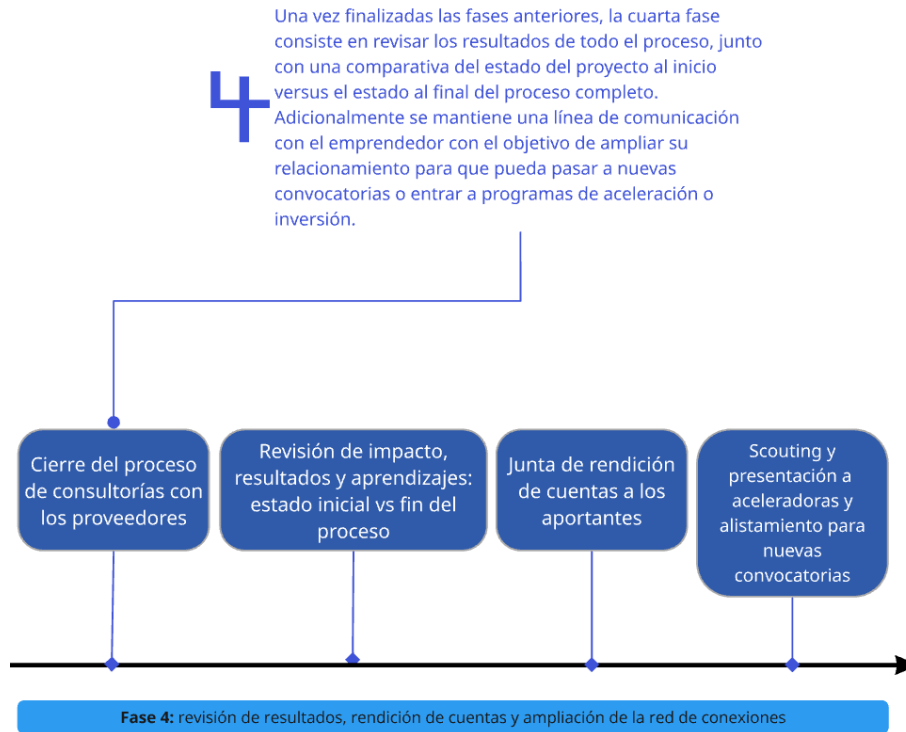 4
Una vez finalizadas las fases anteriores, la cuarta fase
consiste en revisar los resultados de todo el proceso, junto
con una comparativa del estado del proyecto al inicio
versus el estado al final del proceso completo.
Adicionalmente se mantiene una línea de comunicación
con el emprendedor con el objetivo de ampliar su
relacionamiento para que pueda pasar a nuevas
convocatorias o entrar a programas de aceleración o
inversión.
Cierre del proceso
de consultorías con
los proveedores
Revisión de impacto,
resultados y aprendizajes:
estado inicial vs fin del
proceso
Junta de rendición
de cuentas a los
aportantes
Scouting y
presentación a
aceleradoras y
alistamiento para
nuevas
convocatorias
Fase 4: revisión de resultados, rendición de cuentas y ampliación de la red de conexiones